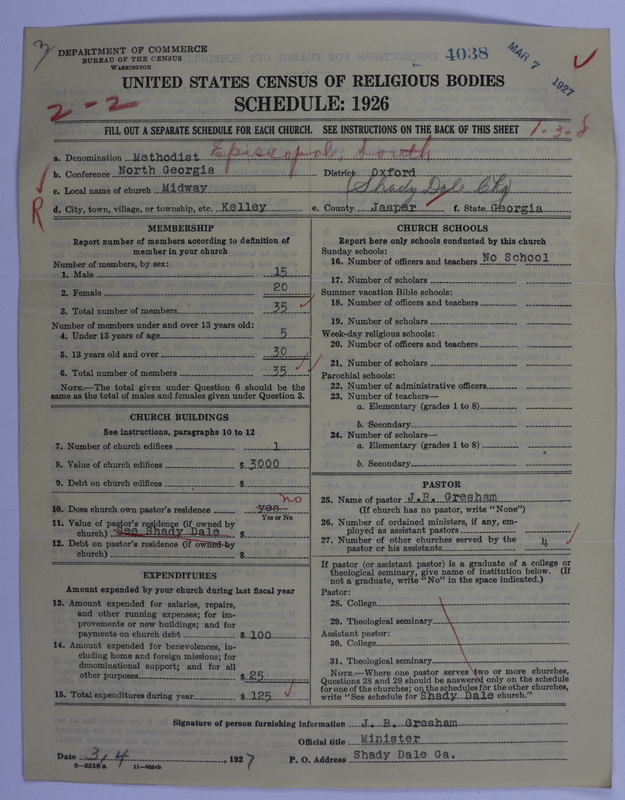 DEPARTMENT OF COMMERCE
BUREAU OF THE CENSUS
WASHINGTON
4038
MAR 7 1927
UNITED STATES CENSUS OF RELIGIOUS BODIES
2-2
SCHEDULE: 1926
FILL OUT A SEPARATE SCHEDULE FOR EACH CHURCH. SEE INSTRUCTIONS ON THE BACK OF THIS SHEET
1-3-8
a. Denomination Methodist Episcopal, South
b. Conference North Georgia District Oxford
c. Local name of church Midway (Shady Dale Chg
R
d. City, town, village, or township, etc. Kelley e. County Jasper f. State Georgia
MEMBERSHIP
Report number of members according to definition of
member in your church
Number of members, by sex:
1. Male 15
2. Female 20
3. Total number of members 35
Number of members under and over 13 years old:
4. Under 13 years of age 5
5. 13 years old and over 30
6. Total number of members 35
NOTE.—The total given under Question 6 should be
same as the total of males and females given under Question 3.
CHURCH BUILDINGS
See instructions, paragraphs 10 to 12
7. Number of church edifices 1
8. Value of church edifices $ 3000
9. Debt on church edifices $
no
10. Does church own pastor's residence yes
Yes or No
11. Value of pastor's residence (if owned by
church) See Shady Dale $
12. Debt on pastor's residence (if owned by
church) $
EXPENDITURES
Amount expended by your church during last fiscal year
13. Amount expended for salaries, repairs,
and other running expenses; for im-
provements or new buildings; and for
payments on church debt $ 100
14. Amount expended for benevolences, in-
cluding home and foreign missions; for
denominational support; and for all
other purposes $ 25
15. Total expenditures during year $ 125
CHURCH SCHOOLS
Report here only schools conducted by this church
Sunday schools:
16. Number of officers and teachers No School
17. Number of scholars
Summer vacation Bible schools:
18. Number of officers and teachers
19. Number of scholars
Week-day religious schools:
20. Number of officers and teachers
21. Number of scholars
Parochial schools:
22. Number of administrative officers
23. Number of teachers—
a. Elementary (grades 1 to 8)
b. Secondary
24. Number of scholars—
a. Elementary (grades 1 to 8)
b. Secondary
PASTOR
25. Name of pastor J.B. Gresham
(If church has no pastor, write "None")
26. Number of ordained ministers, if any, em-
ployed as assistant pastors
27. Number of other churches served by the
pastor or his assistants 4
If pastor (or assistant pastor) is a graduate of a college or
theological seminary, give name of institution below. (If
not a graduate, write "No" in the space indicated.)
Pastor:
28. College
29. Theological seminary
Assistant pastor:
30. College
31. Theological seminary
NOTE.—Where one pastor serves two or more churches,
Questions 28 and 29 should be answered only on the schedule
for one of the churches; on the schedules for the other churches,
write "See schedule for Shady Dale church."
Signature of person furnishing information J. B. Gresham
Official title Minister
Date 3, 4, 1927 P. O. Address Shady Dale Ga.
8-5518a 11-9054b